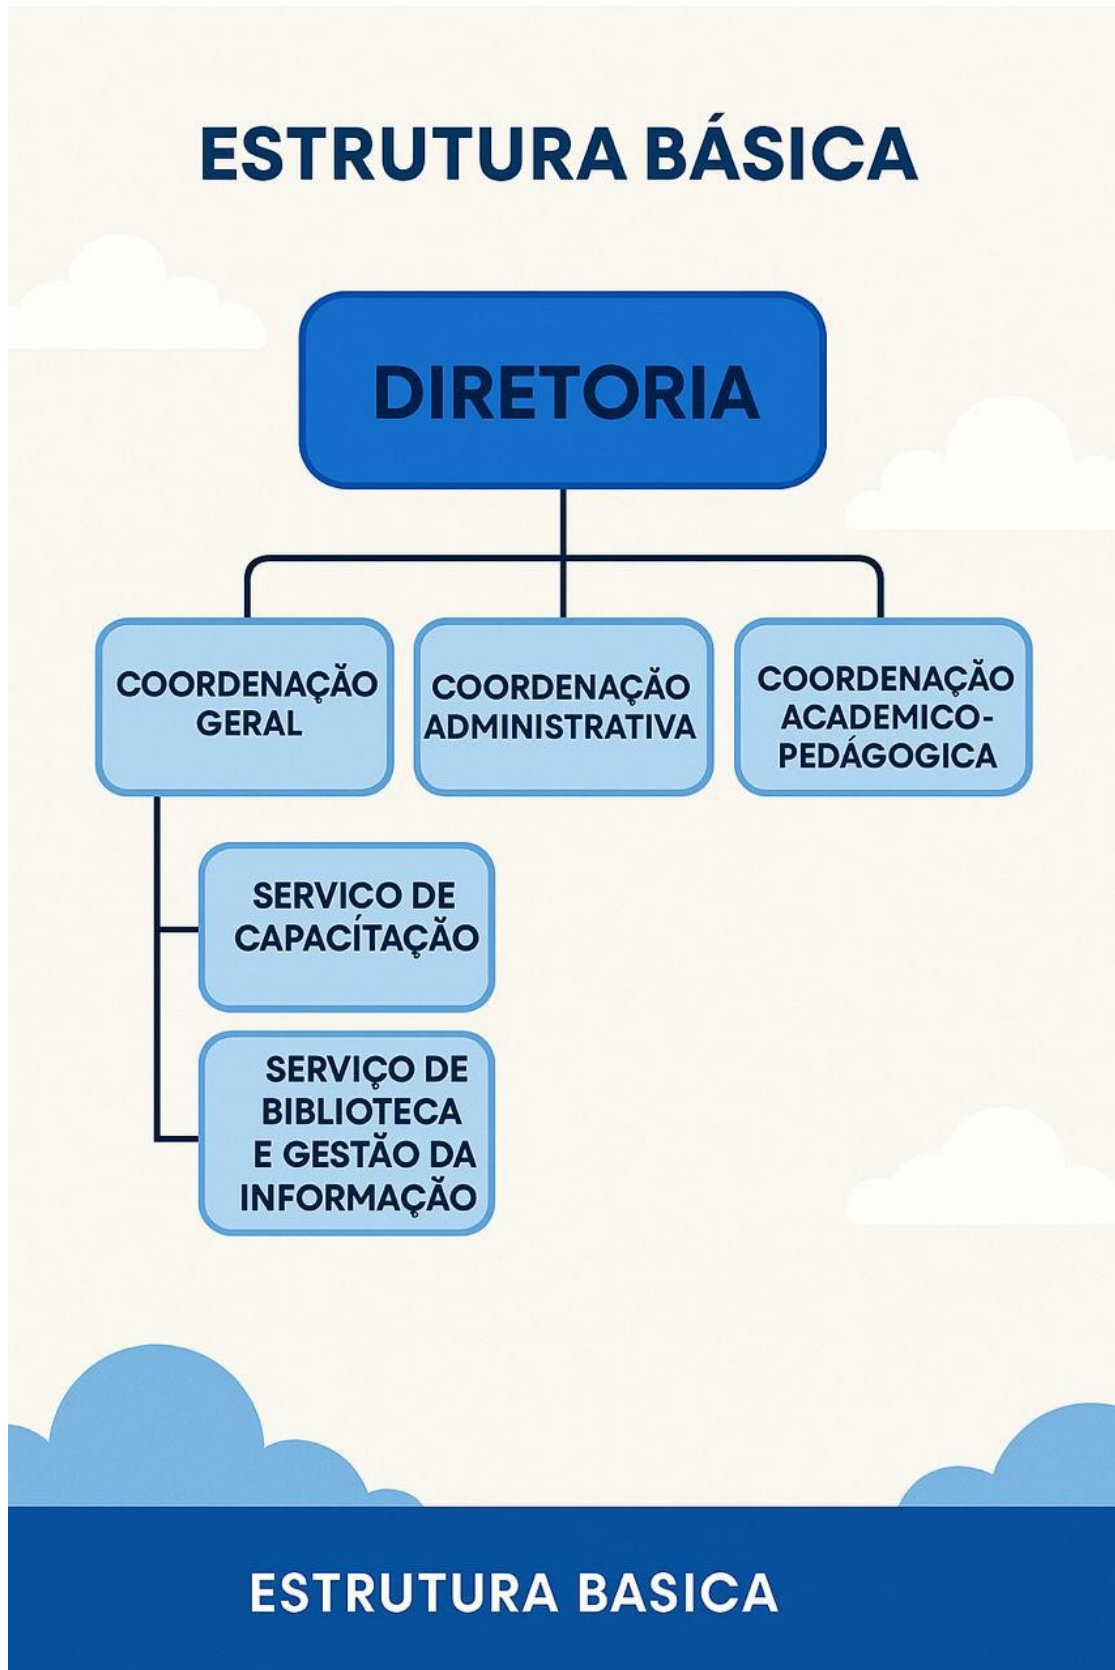 ESTRUTURA BÁSICA
DIRETORIA
COORDENAÇÃO
GERAL
COORDENAÇÃO
ADMINISTRATIVA
COORDENAÇÃO
ACADEMICO-
PEDÁGOGICA
SERVICO DE
CAPACÍTAÇÃO
SERVIÇO DE
BIBLIOTECA
E GESTÃO DA
INFORMAÇÃO
ESTRUTURA BASICA